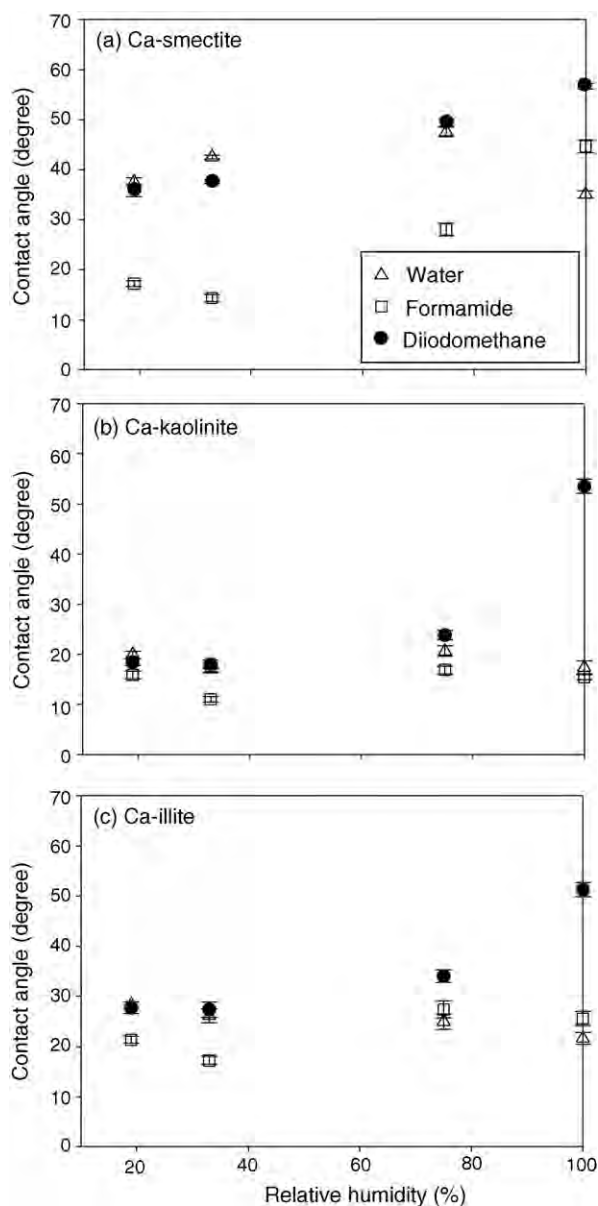 70
(a) Ca-smectite
60
50
40
30
20
10
0
Contact angle (degree)
Water
Formamide
Diiodomethane
70
(b) Ca-kaolinite
60
50
40
30
20
10
0
Contact angle (degree)
70
(c) Ca-illite
60
50
40
30
20
10
0
Contact angle (degree)
20 40 60 80 100
Relative humidity (%)